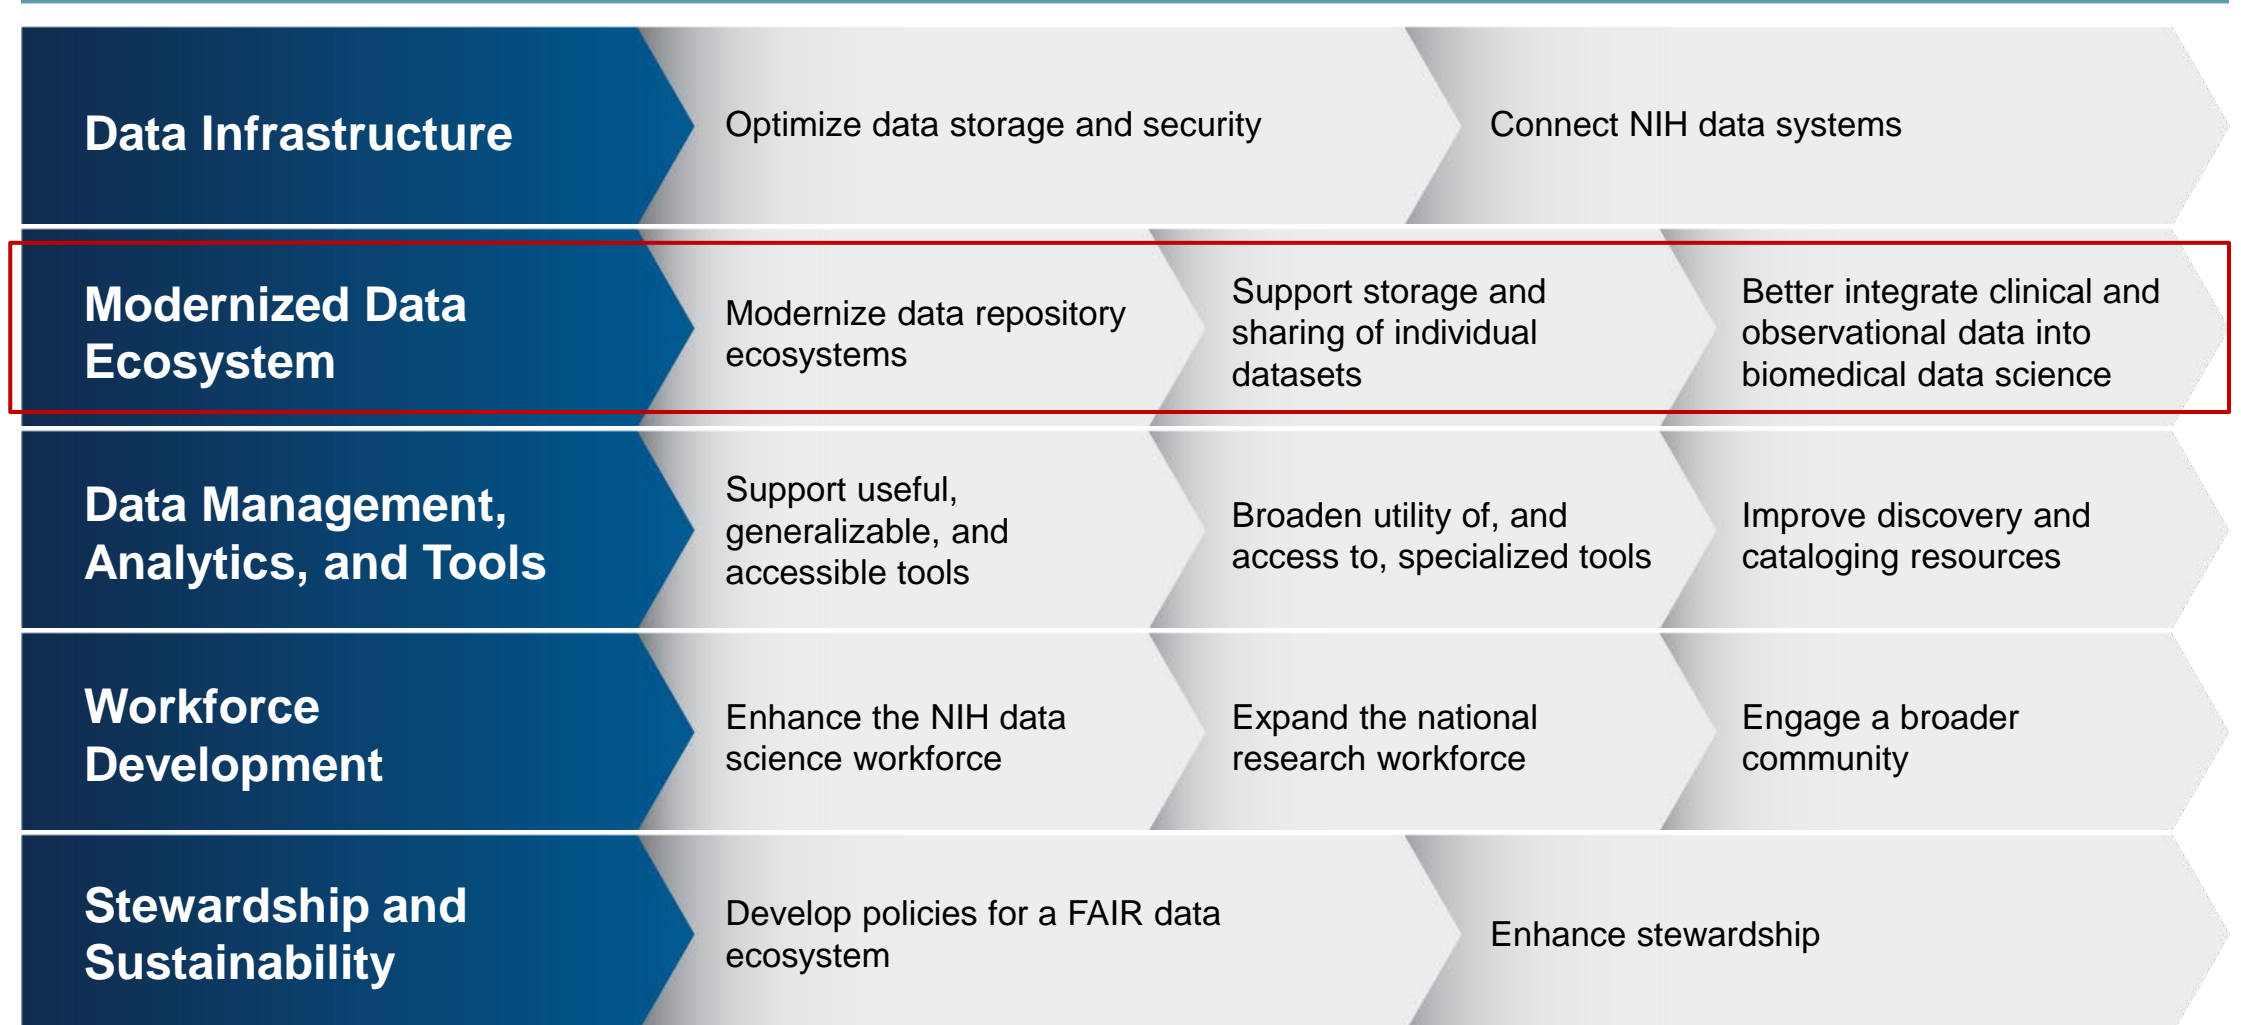 Data Infrastructure
Optimize data storage and security
Connect NIH data systems
Modernized Data
Ecosystem
Modernize data repository
ecosystems
Support storage and
sharing of individual
datasets
Better integrate clinical and
observational data into
biomedical data science
Data Management,
Analytics, and Tools
Support useful,
generalizable, and
accessible tools
Broaden utility of, and
access to, specialized tools
Improve discovery and
cataloging resources
Workforce
Development
Enhance the NIH data
science workforce
Expand the national
research workforce
Engage a broader
community
Stewardship and
Sustainability
Develop policies for a FAIR data
ecosystem
Enhance stewardship